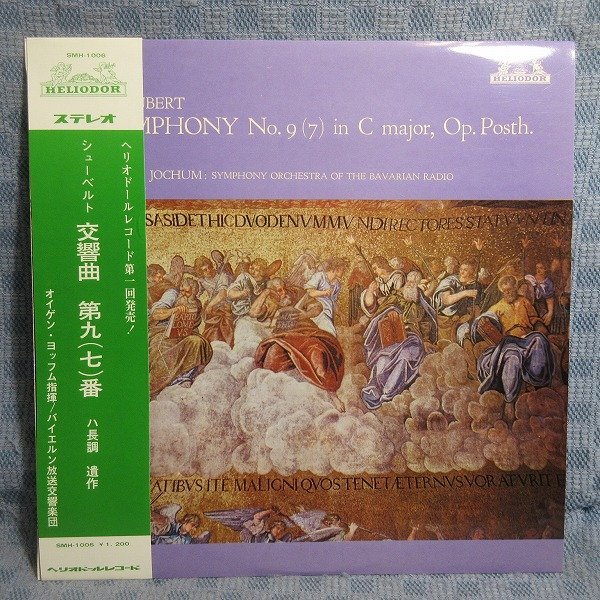 SMH-1006
HELIODOR
ステレオ
ヘリオドールレコード第一回発売!
シューベルト
交響曲 第九(七)番
ハ長調 遺作
オイゲン・ヨッフム指揮/バイエルン放送交響楽団
SMH-1006 ¥1,200
ヘリオドールレコード
HELIODOR
UBERT
MPHONY No. 9 (7) in C major, Op. Posth.
JOCHUM: SYMPHONY ORCHESTRA OF THE BAVARIAN RADIO